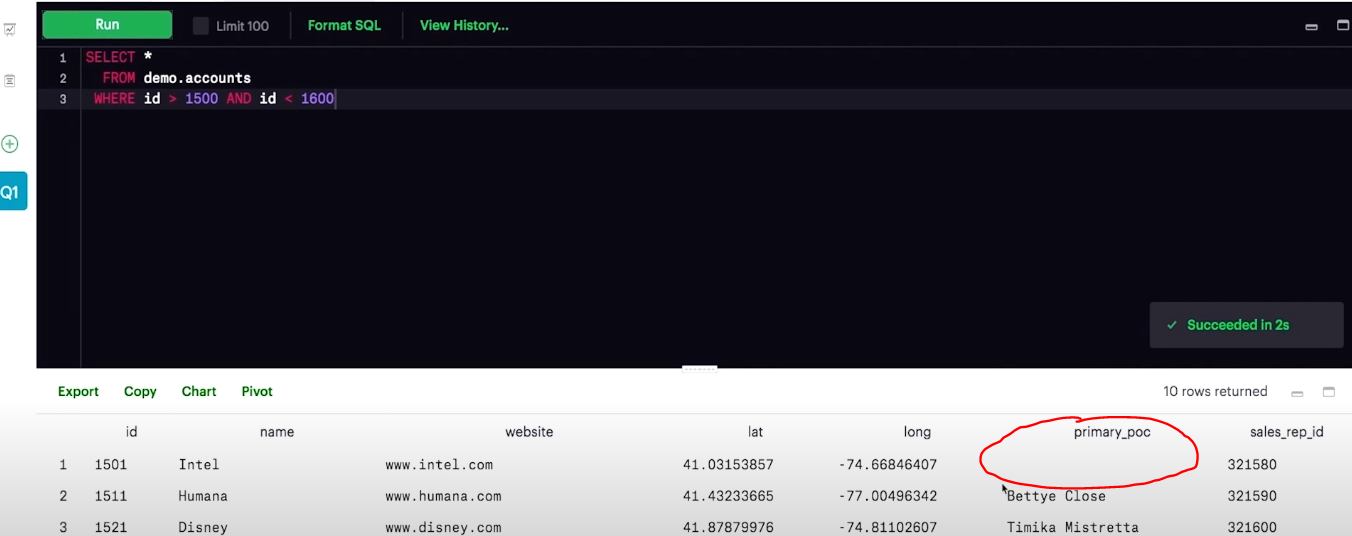 Run Limit 100 Format SQL View History...
1 SELECT *
2 FROM demo.accounts
3 WHERE id > 1500 AND id < 1600
Q1
✓ Succeeded in 2s
Export Copy Chart Pivot 10 rows returned
id name website lat long primary_poc sales_rep_id
1 1501 Intel www.intel.com 41.03153857 -74.66846407 321580
2 1511 Humana www.humana.com 41.43233665 -77.00496342 Bettye Close 321590
3 1521 Disney www.disney.com 41.87879976 -74.81102607 Timika Mistretta 321600